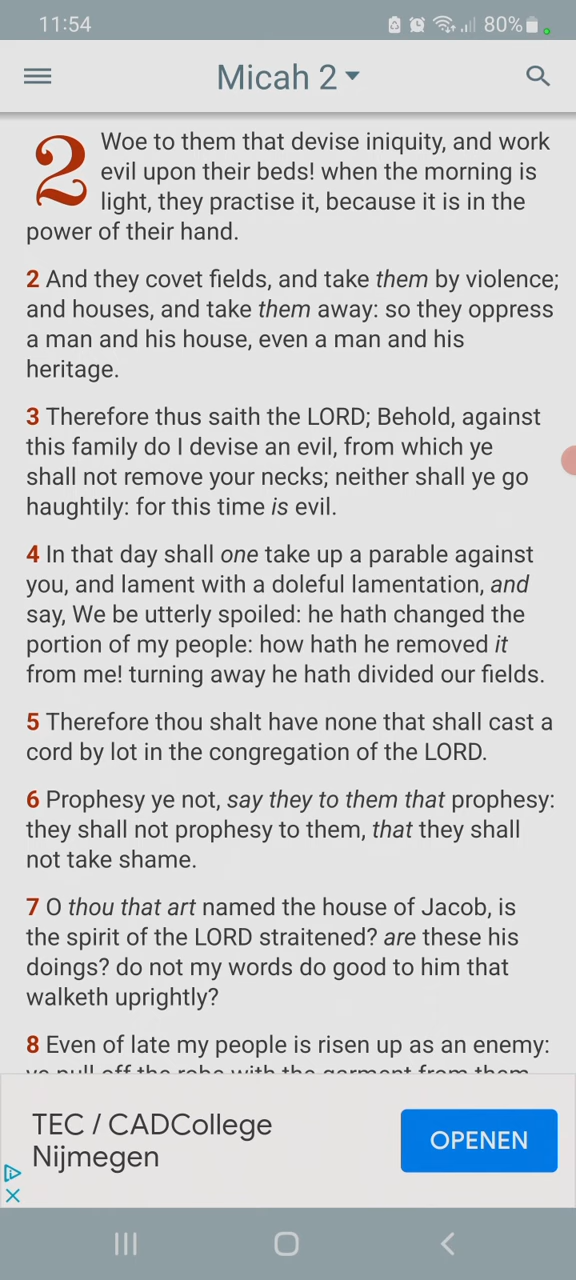 11:54
80%
Micah 2
2
Woe to them that devise iniquity, and work
evil upon their beds! when the morning is
light, they practise it, because it is in the
power of their hand.
2 And they covet fields, and take them by violence;
and houses, and take them away: so they oppress
a man and his house, even a man and his
heritage.
3 Therefore thus saith the LORD; Behold, against
this family do I devise an evil, from which ye
shall not remove your necks; neither shall ye go
haughtily: for this time is evil.
4 In that day shall one take up a parable against
you, and lament with a doleful lamentation, and
say, We be utterly spoiled: he hath changed the
portion of my people: how hath he removed it
from me! turning away he hath divided our fields.
5 Therefore thou shalt have none that shall cast a
cord by lot in the congregation of the LORD.
6 Prophesy ye not, say they to them that prophesy:
they shall not prophesy to them, that they shall
not take shame.
7 O thou that art named the house of Jacob, is
the spirit of the LORD straitened? are these his
doings? do not my words do good to him that
walketh uprightly?
8 Even of late my people is risen up as an enemy:
ye pull off the robe with the garment from them
TEC / CADCollege
Nijmegen
OPENEN